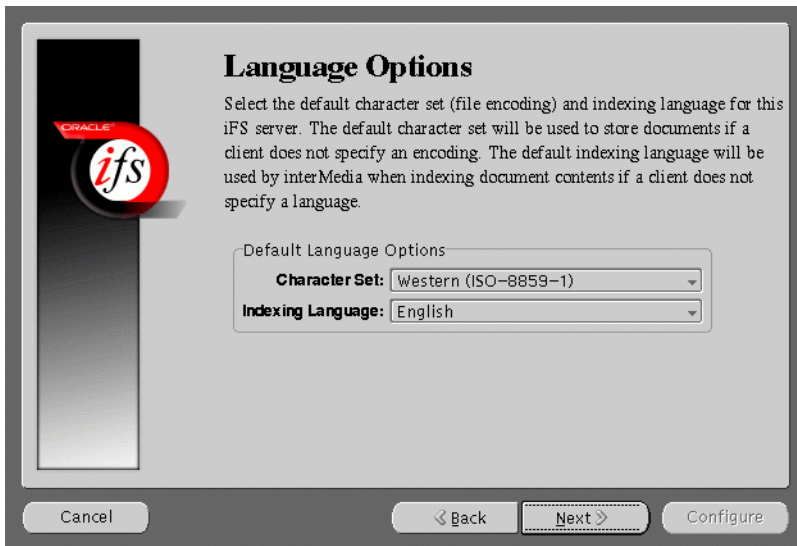 ORACLE
ifs
Language Options
Select the default character set (file encoding) and indexing language for this
iFS server. The default character set will be used to store documents if a
client does not specify an encoding. The default indexing language will be
used by interMedia when indexing document contents if a client does not
specify a language.
Default Language Options
Character Set: Western (ISO-8859-1)
Indexing Language: English
Cancel Back Next Configure